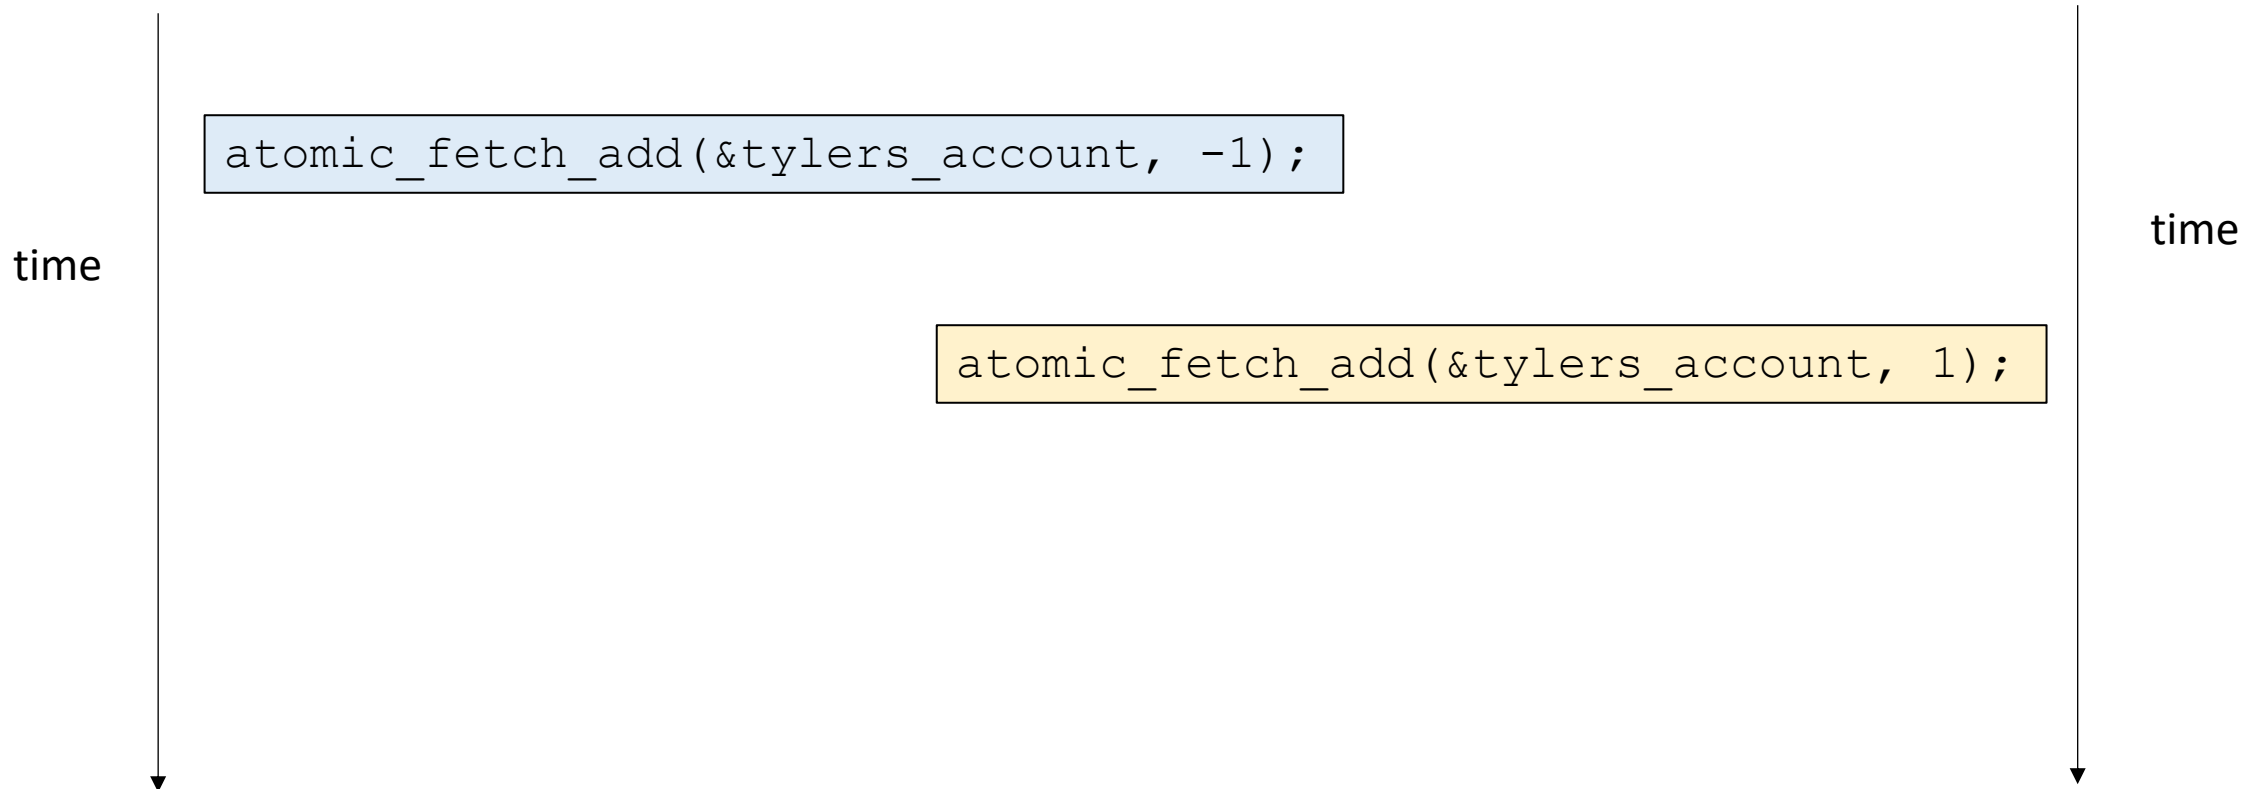 atomic_fetch_add(&tylers_account, -1);
time
time
atomic_fetch_add(&tylers_account, 1);